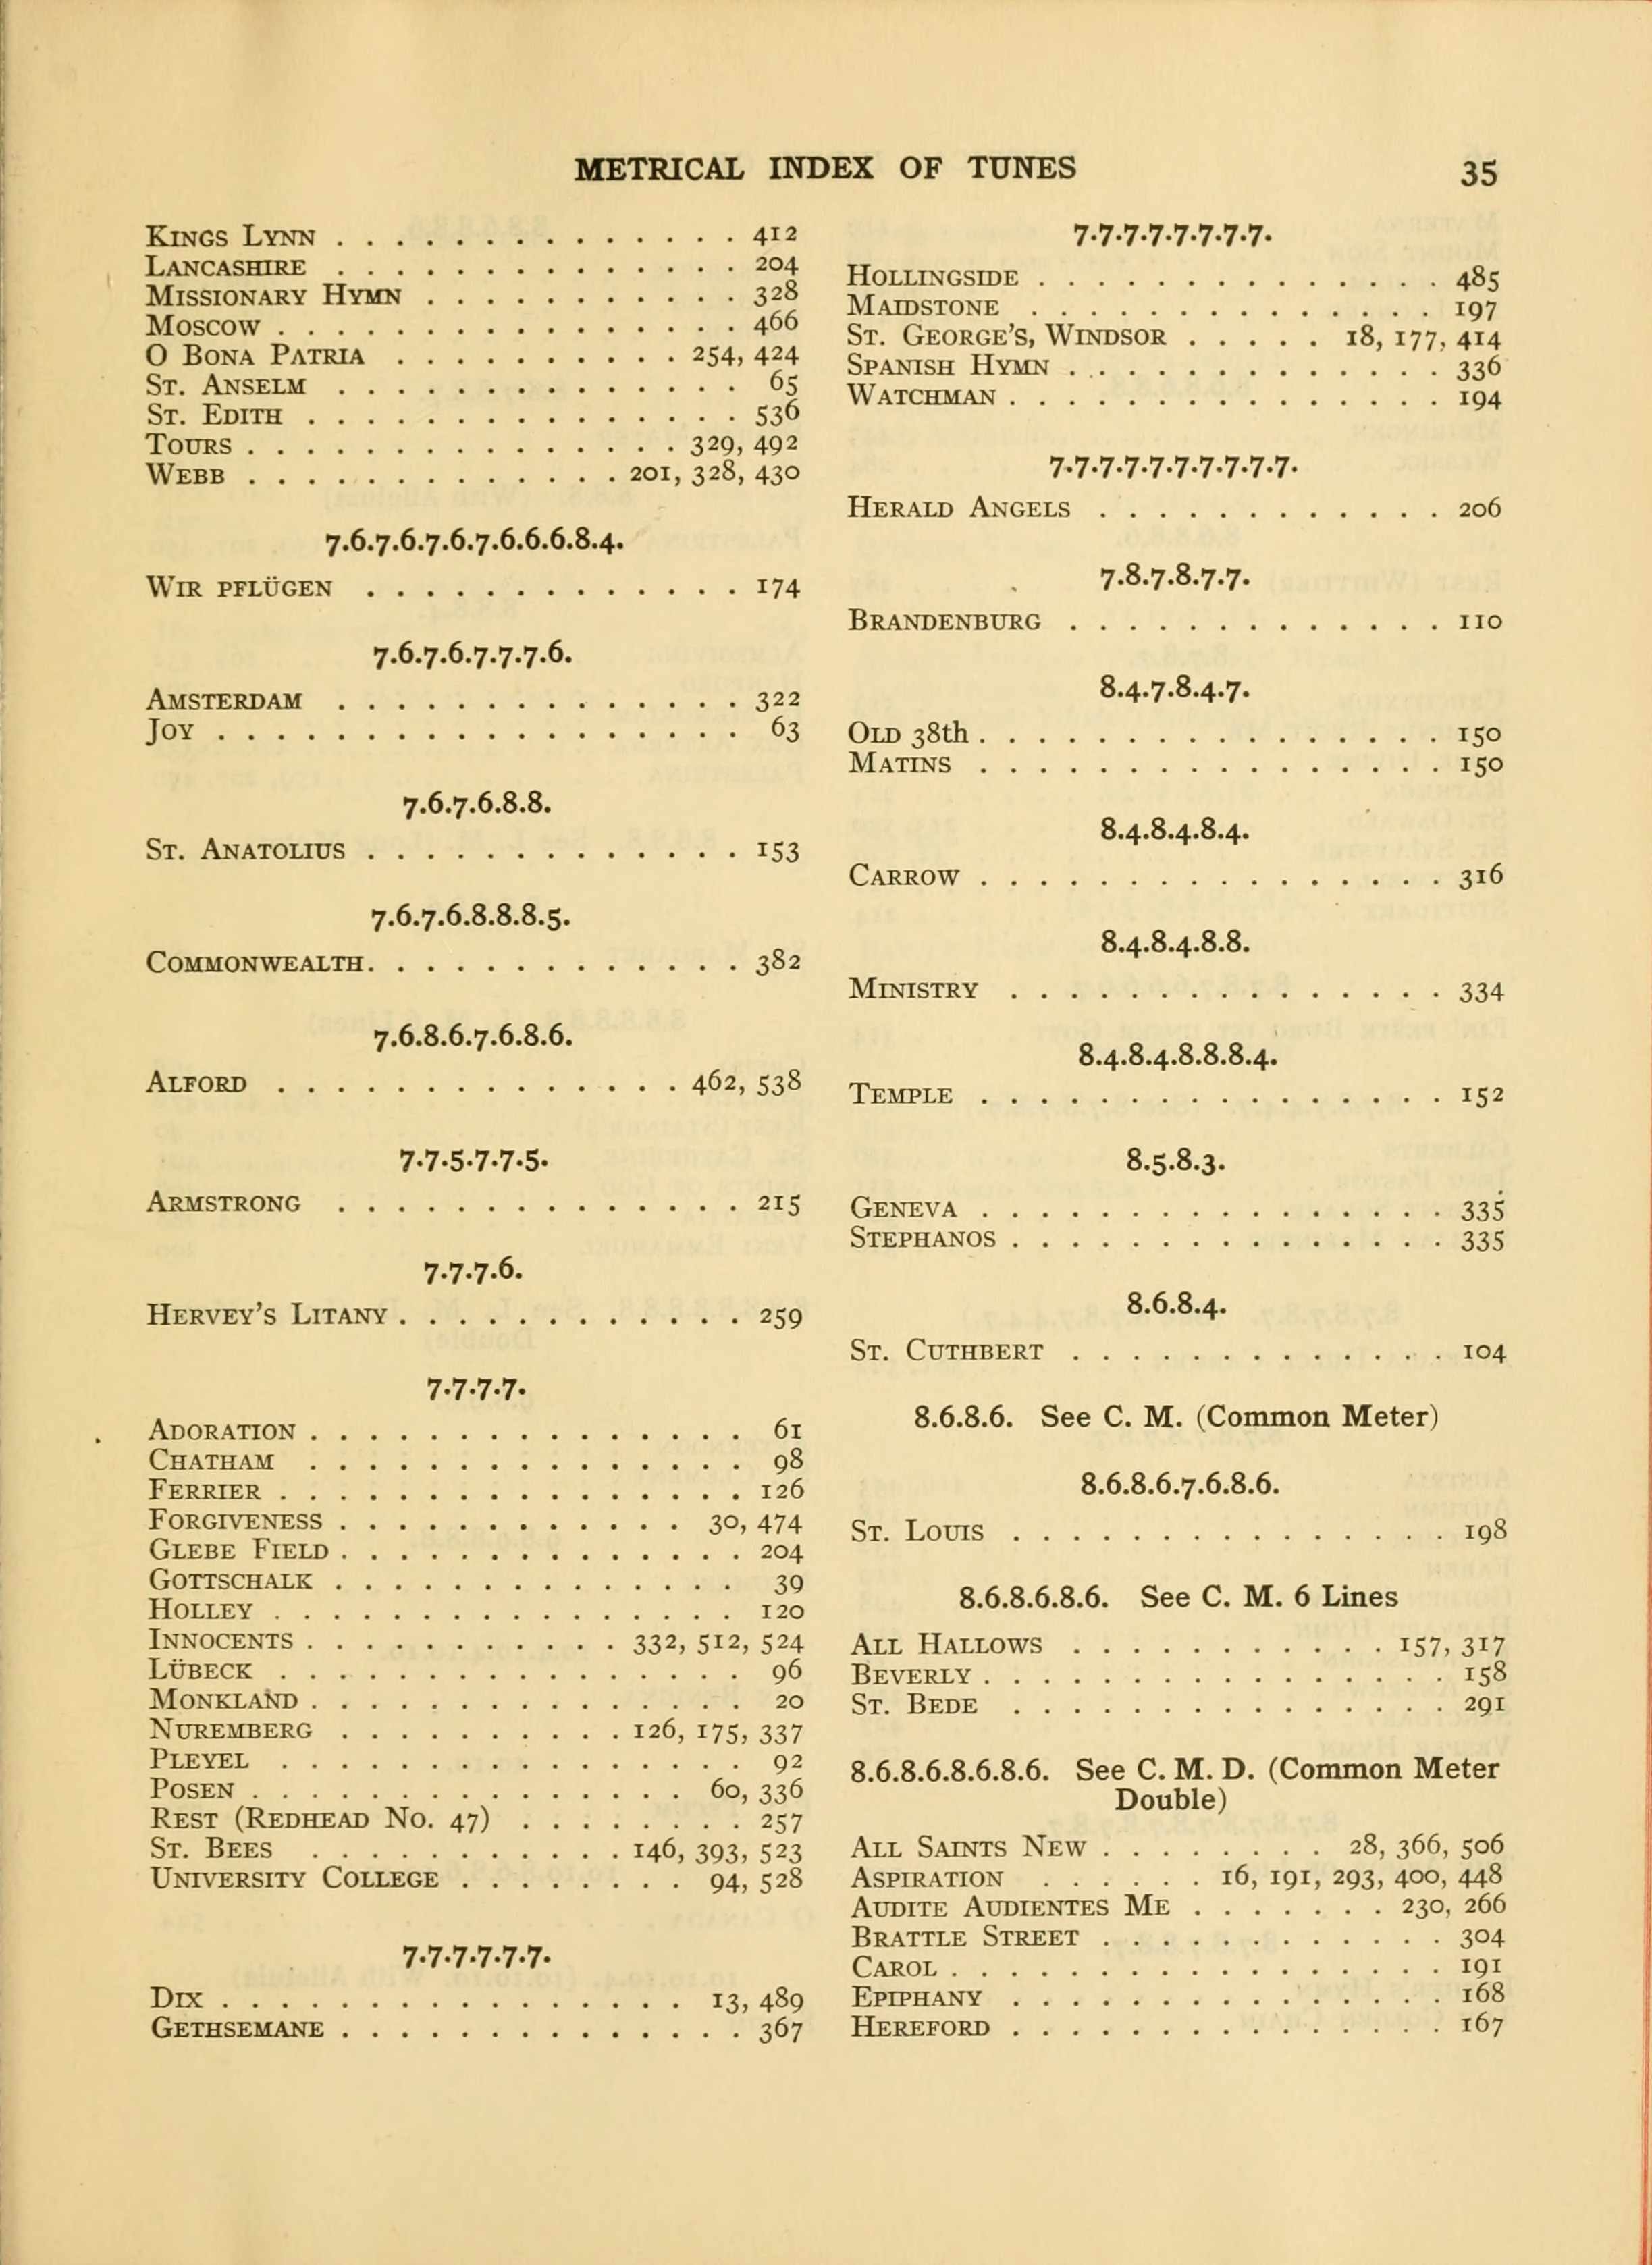 METRICAL INDEX OF TUNES 35
KINGS LYNN . . . . . . . . . . . . . . 412
LANCASHIRE . . . . . . . . . . . . . . 204
MISSIONARY HYMN . . . . . . . . . . . 328
MOSCOW . . . . . . . . . . . . . . . . 466
O BONA PATRIA . . . . . . . . . . 254, 424
ST. ANSELM . . . . . . . . . . . . . . 65
ST. EDITH . . . . . . . . . . . . . . . 536
TOURS . . . . . . . . . . . . . . . 329, 492
WEBB . . . . . . . . . . . . . 201, 328, 430
7.6.7.6.7.6.7.6.6.6.8.4.
WIR PFLÜGEN . . . . . . . . . . . . . 174
7.6.7.6.7.7.7.6.
AMSTERDAM . . . . . . . . . . . . . . 322
JOY . . . . . . . . . . . . . . . . . . 63
7.6.7.6.8.8.
ST. ANATOLIUS . . . . . . . . . . . . . 153
7.6.7.6.8.8.8.5.
COMMONWEALTH . . . . . . . . . . . . . 382
7.6.8.6.7.6.8.6.
ALFORD . . . . . . . . . . . . . . 462, 538
7.7.5.7.7.5.
ARMSTRONG . . . . . . . . . . . . . . 215
7.7.7.6.
HERVEY'S LITANY . . . . . . . . . . . . 259
7.7.7.7.
ADORATION . . . . . . . . . . . . . . . 61
CHATHAM . . . . . . . . . . . . . . . 98
FERRIER . . . . . . . . . . . . . . . . 126
FORGIVENESS . . . . . . . . . . . . 30, 474
GLEBE FIELD . . . . . . . . . . . . . . 204
GOTTSCHALK . . . . . . . . . . . . . . 39
HOLLEY . . . . . . . . . . . . . . . . 120
INNOCENTS . . . . . . . . . . . 332, 512, 524
LÜBECK . . . . . . . . . . . . . . . . 96
MONKLAND . . . . . . . . . . . . . . . 20
NUREMBERG . . . . . . . . . . 126, 175, 337
PLEYEL . . . . . . . . . . . . . . . . 92
POSEN . . . . . . . . . . . . . . . 60, 336
REST (REDHEAD NO. 47) . . . . . . . . 257
ST. BEES . . . . . . . . . . . 146, 393, 523
UNIVERSITY COLLEGE . . . . . . . . 94, 528
7.7.7.7.7.7.
DIX . . . . . . . . . . . . . . . . 13, 489
GETHSEMANE . . . . . . . . . . . . . . 367
7.7.7.7.7.7.7.7.
HOLLINGSIDE . . . . . . . . . . . . . . 485
MAIDSTONE . . . . . . . . . . . . . . 197
ST. GEORGE'S, WINDSOR . . . . . 18, 177, 414
SPANISH HYMN . . . . . . . . . . . . . 336
WATCHMAN . . . . . . . . . . . . . . . 194
7.7.7.7.7.7.7.7.7.7.
HERALD ANGELS . . . . . . . . . . . . 206
7.8.7.8.7.7.
BRANDENBURG . . . . . . . . . . . . . 110
8.4.7.8.4.7.
OLD 38th . . . . . . . . . . . . . . . . 150
MATINS . . . . . . . . . . . . . . . . 150
8.4.8.4.8.4.
CARROW . . . . . . . . . . . . . . . . 316
8.4.8.4.8.8.
MINISTRY . . . . . . . . . . . . . . . 334
8.4.8.4.8.8.8.4.
TEMPLE . . . . . . . . . . . . . . . . 152
8.5.8.3.
GENEVA . . . . . . . . . . . . . . . . 335
STEPHANOS . . . . . . . . . . . . . . . 335
8.6.8.4.
ST. CUTHBERT . . . . . . . . . . . . . 104
8.6.8.6. See C. M. (Common Meter)
8.6.8.6.7.6.8.6.
ST. LOUIS . . . . . . . . . . . . . . . 198
8.6.8.6.8.6. See C. M. 6 Lines
ALL HALLOWS . . . . . . . . . . . 157, 317
BEVERLY . . . . . . . . . . . . . . . . 158
ST. BEDE . . . . . . . . . . . . . . . 291
8.6.8.6.8.6.8.6. See C. M. D. (Common Meter
Double)
ALL SAINTS NEW . . . . . . . . 28, 366, 506
ASPIRATION . . . . . . 16, 191, 293, 400, 448
AUDITE AUDIENTES ME . . . . . . . 230, 266
BRATTLE STREET . . . . . . . . . . . . 304
CAROL . . . . . . . . . . . . . . . . . 191
EPIPHANY . . . . . . . . . . . . . . . 168
HEREFORD . . . . . . . . . . . . . . . 167